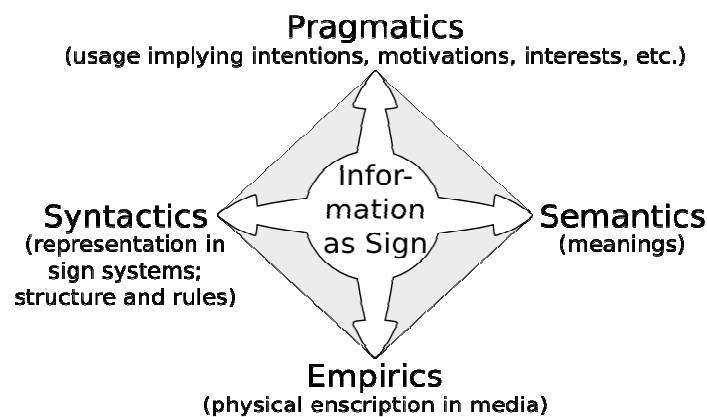 Pragmatics
(usage implying intentions, motivations, interests, etc.)
Infor-
mation
as Sign
Syntactics
(representation in
sign systems;
structure and rules)
Semantics
(meanings)
Empirics
(physical enscription in media)